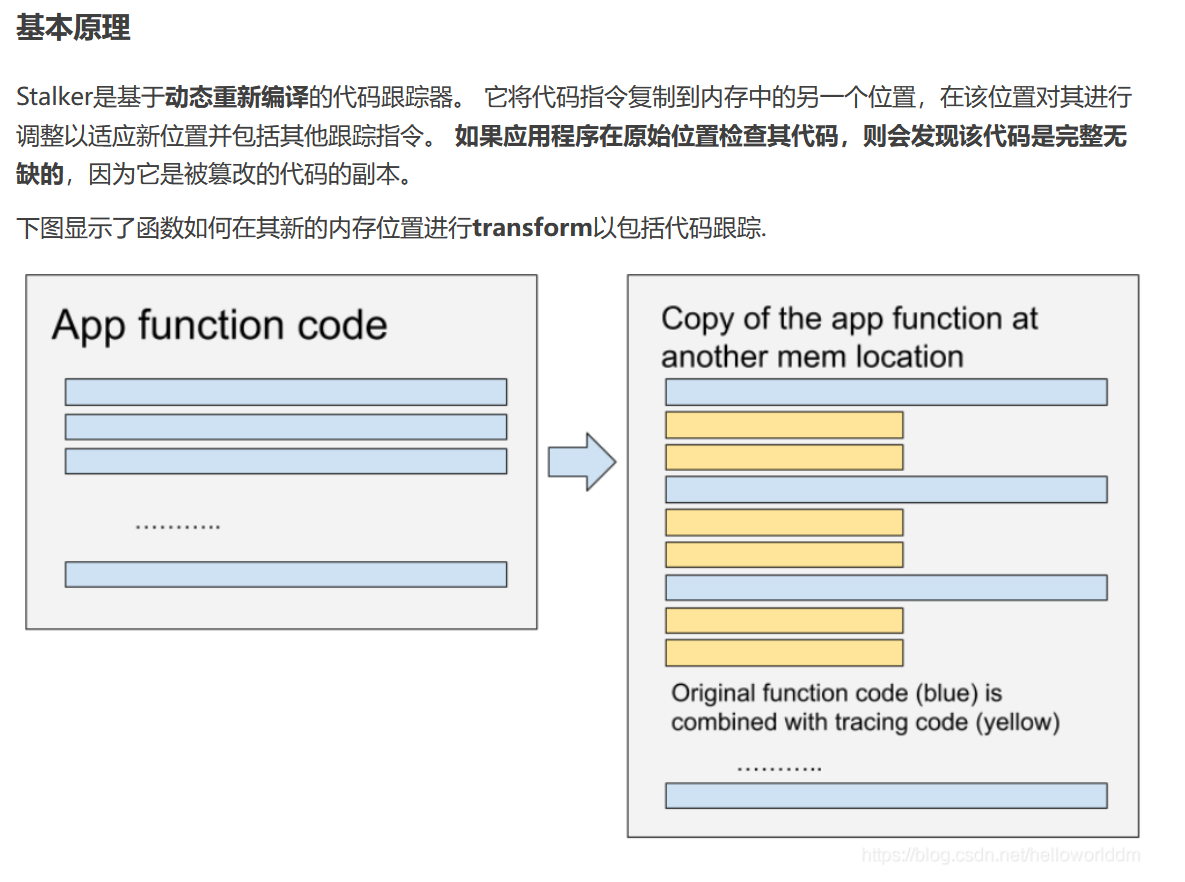 基本原理
Stalker是基于动态重新编译的代码跟踪器。 它将代码指令复制到内存中的另一个位置，在该位置对其进行
调整以适应新位置并包括其他跟踪指令。 如果应用程序在原始位置检查其代码，则会发现该代码是完整无
缺的，因为它是被篡改的代码的副本。
下图显示了函数如何在其新的内存位置进行transform以包括代码跟踪.
App function code
...........
Copy of the app function at
another mem location
Original function code (blue) is
combined with tracing code (yellow)
...........
https://blog.csdn.net/helloworlddm